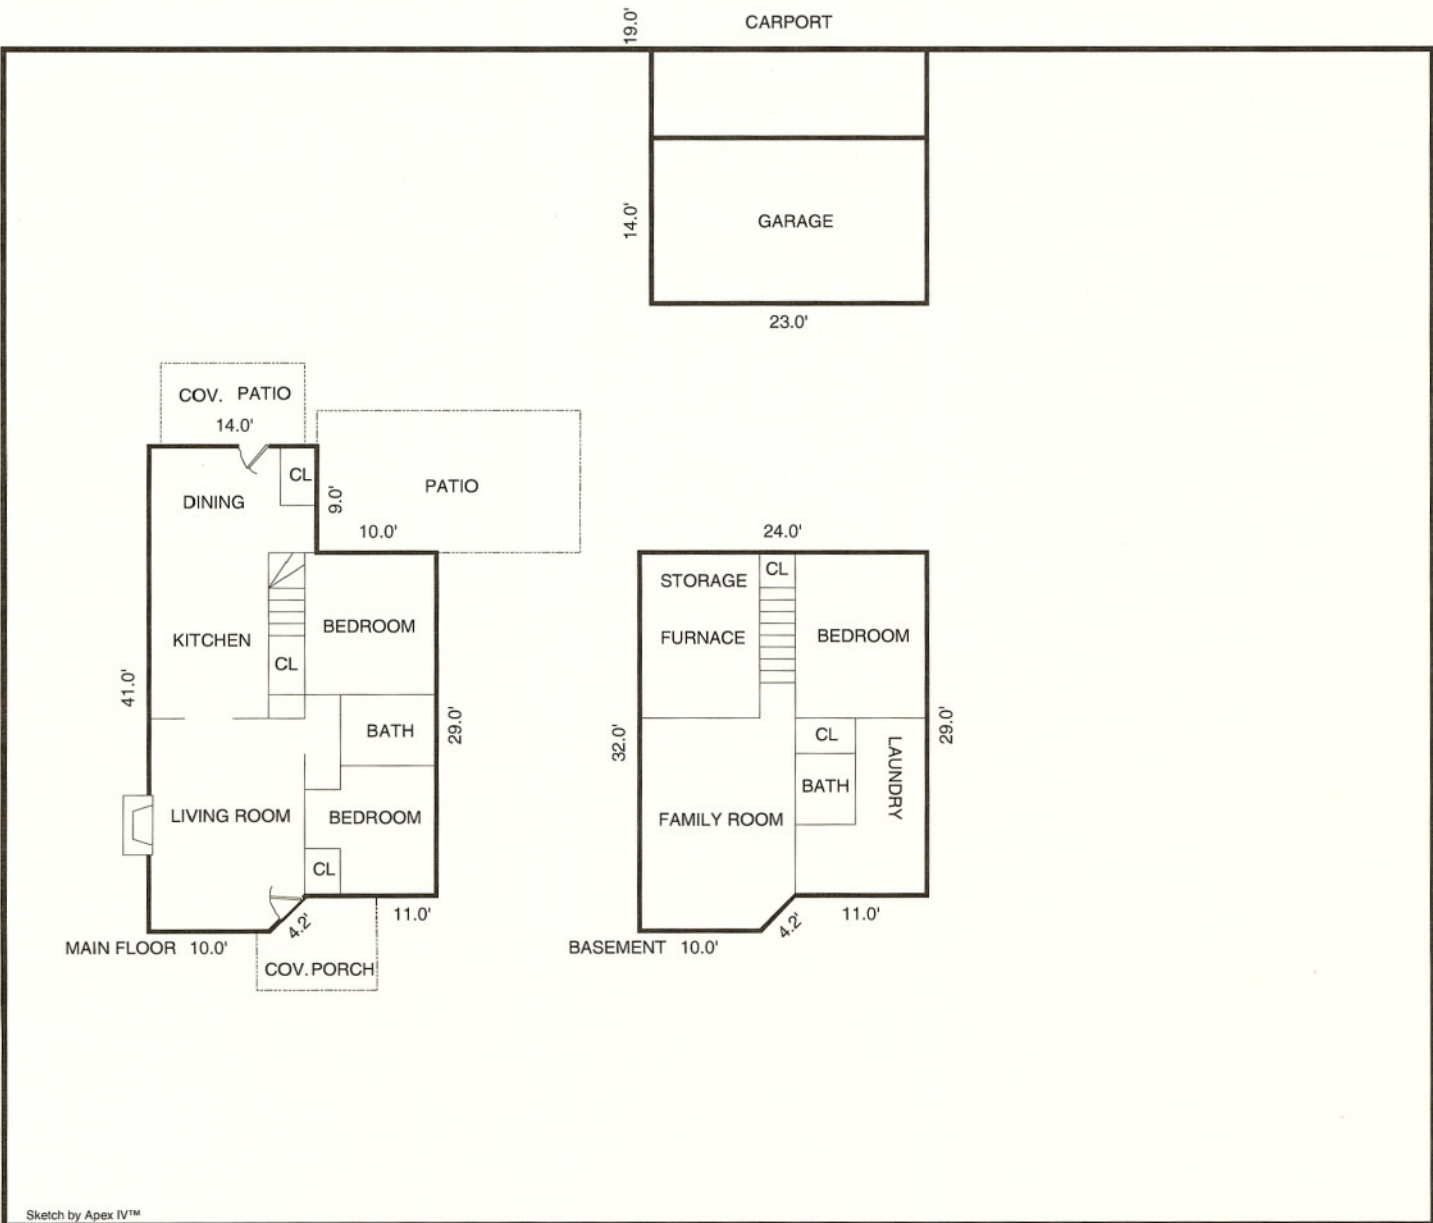 19.0' CARPORT
14.0' GARAGE
23.0'
COV. PATIO
14.0'
CL
DINING
9.0'
PATIO
10.0'
KITCHEN
CL
BEDROOM
41.0'
BATH
29.0'
LIVING ROOM
BEDROOM
CL
4.2'
11.0'
MAIN FLOOR 10.0'
COV. PORCH
24.0'
STORAGE
CL
FURNACE
BEDROOM
32.0'
CL
29.0'
BATH
LAUNDRY
FAMILY ROOM
4.2'
11.0'
BASEMENT 10.0'
Sketch by Apex IV™